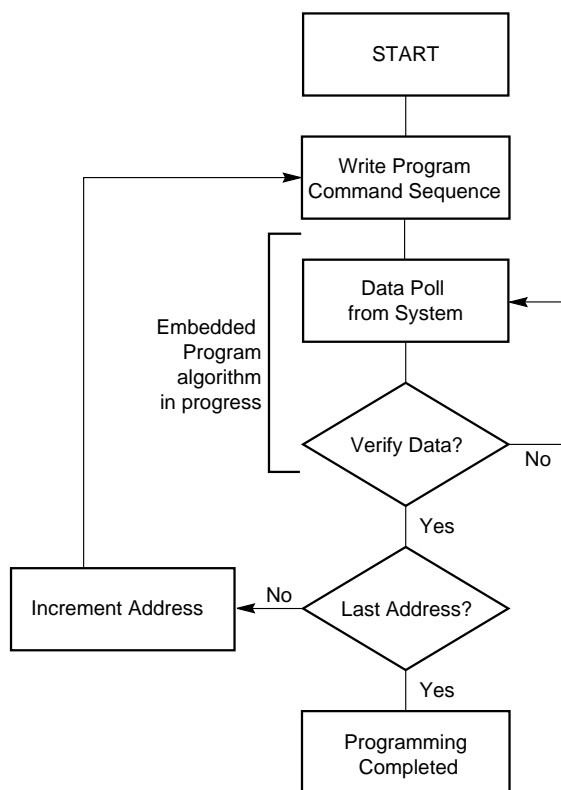 START
Write Program
Command Sequence
Data Poll
from System
Embedded
Program
algorithm
in progress
Verify Data?
No
Yes
Last Address?
No
Increment Address
Yes
Programming
Completed